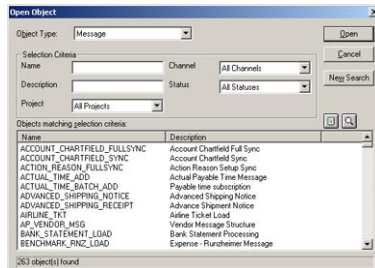 Open Object
Object Type: Message Open
Selection Criteria
Name Channel All Channels Cancel
Description Status All Statuses New Search
Project All Projects
Objects matching selection criteria:
Name Description
ACCOUNT_CHARTFIELD_FULLSYNC Account Chartfield Full Sync
ACCOUNT_CHARTFIELD_SYNC Account Chartfield Sync
ACTION_REASON_FULLSYNC Action Reason Setup Sync
ACTUAL_TIME_ADD Actual Payable Time Message
ACTUAL_TIME_BATCH_ADD Payable time subscription
ADVANCED_SHIPPING_NOTICE Advance Shipping Notice
ADVANCED_SHIPPING_RECEIPT Advance Shipment Notice
AIRLINE_TKT Airline Ticket Load
AP_VENDOR_MSG Vendor Message Structure
BANK_STATEMENT_LOAD Bank Statement Processing
BENCHMARK_RNZ_LOAD Expense - Runzheimer Message
263 object(s) found